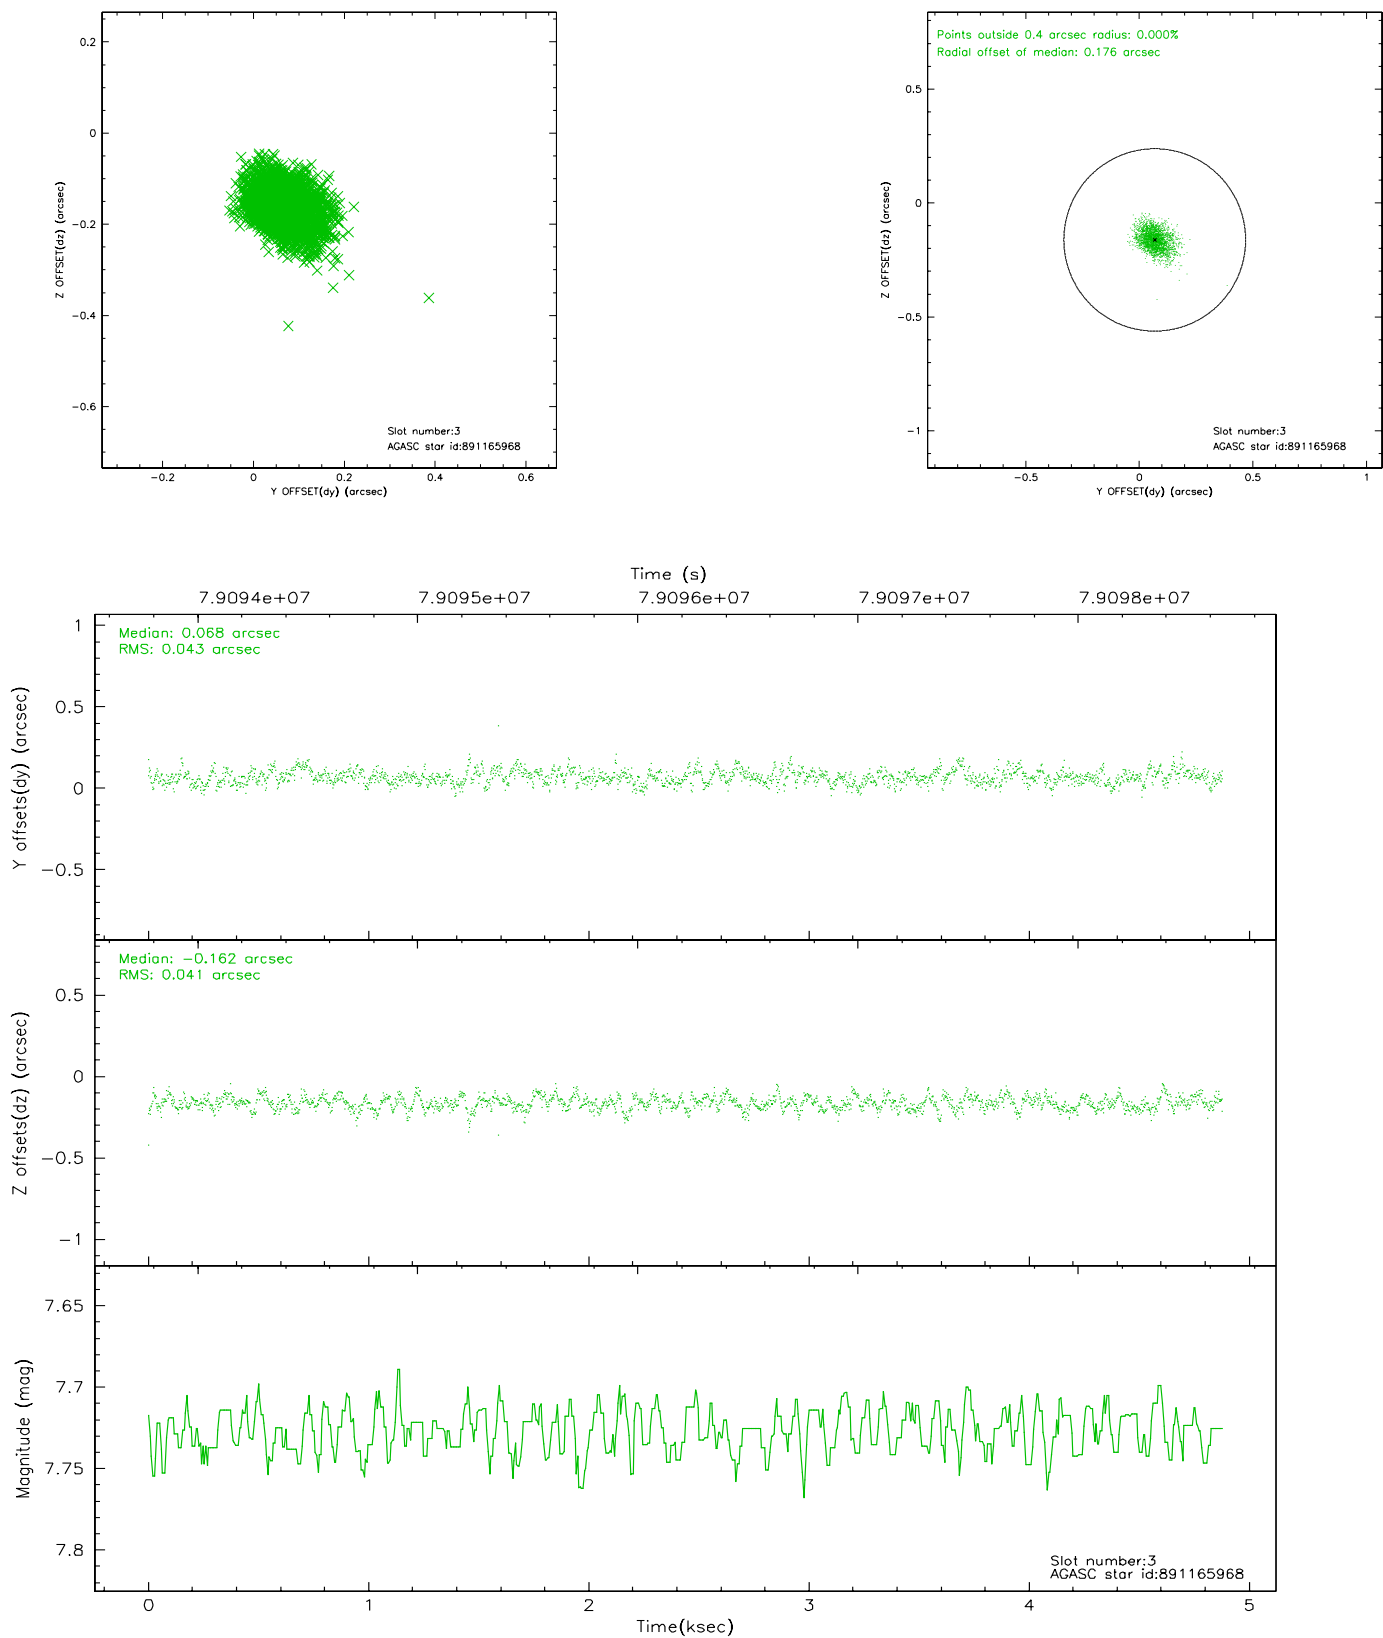 0.2
0
-0.2
-0.4
-0.6
Z OFFSET(dz) (arcsec)
Slot number:3
AGASC star id:891165968
-0.2 0 0.2 0.4 0.6
Y OFFSET(dy) (arcsec)
Points outside 0.4 arcsec radius: 0.000%
Radial offset of median: 0.176 arcsec
0.5
0
-0.5
-1
Z OFFSET(dz) (arcsec)
Slot number:3
AGASC star id:891165968
-0.5 0 0.5 1
Y OFFSET(dy) (arcsec)
Time (s)
7.9094e+07 7.9095e+07 7.9096e+07 7.9097e+07 7.9098e+07
Median: 0.068 arcsec
RMS: 0.043 arcsec
1
0.5
0
-0.5
Y offsets(dy) (arcsec)
Median: -0.162 arcsec
RMS: 0.041 arcsec
0.5
0
-0.5
-1
Z offsets(dz) (arcsec)
7.65
7.7
7.75
7.8
Magnitude (mag)
Slot number:3
AGASC star id:891165968
0 1 2 3 4 5
Time(ksec)